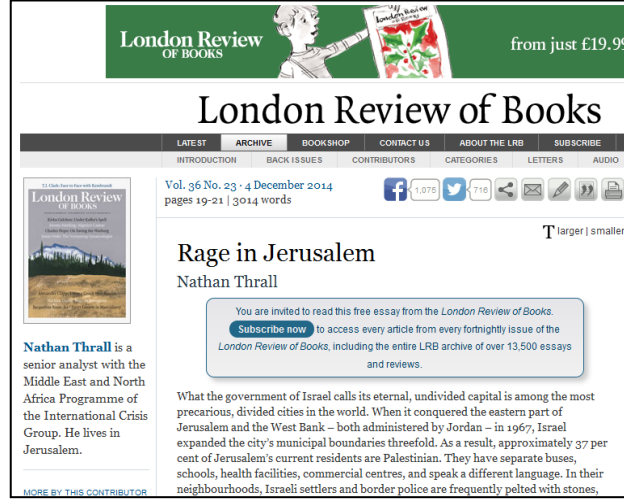 London Review
OF BOOKS
from just £19.99
London Review of Books
LATEST ARCHIVE BOOKSHOP CONTACT US ABOUT THE LRB SUBSCRIBE
INTRODUCTION BACK ISSUES CONTRIBUTORS CATEGORIES LETTERS AUDIO
London Review
OF BOOKS
Vol. 36 No. 23 · 4 December 2014
pages 19-21 | 3014 words
1,075 716
T larger | smaller
Rage in Jerusalem
Nathan Thrall
You are invited to read this free essay from the London Review of Books.
Subscribe now to access every article from every fortnightly issue of the
London Review of Books, including the entire LRB archive of over 13,500 essays
and reviews.
Nathan Thrall is a
senior analyst with the
Middle East and North
Africa Programme of
the International Crisis
Group. He lives in
Jerusalem.
MORE BY THIS CONTRIBUTOR
What the government of Israel calls its eternal, undivided capital is among the most
precarious, divided cities in the world. When it conquered the eastern part of
Jerusalem and the West Bank – both administered by Jordan – in 1967, Israel
expanded the city's municipal boundaries threefold. As a result, approximately 37 per
cent of Jerusalem's current residents are Palestinian. They have separate buses,
schools, health facilities, commercial centres, and speak a different language. In their
neighbourhoods, Israeli settlers and border police are frequently pelted with stones,